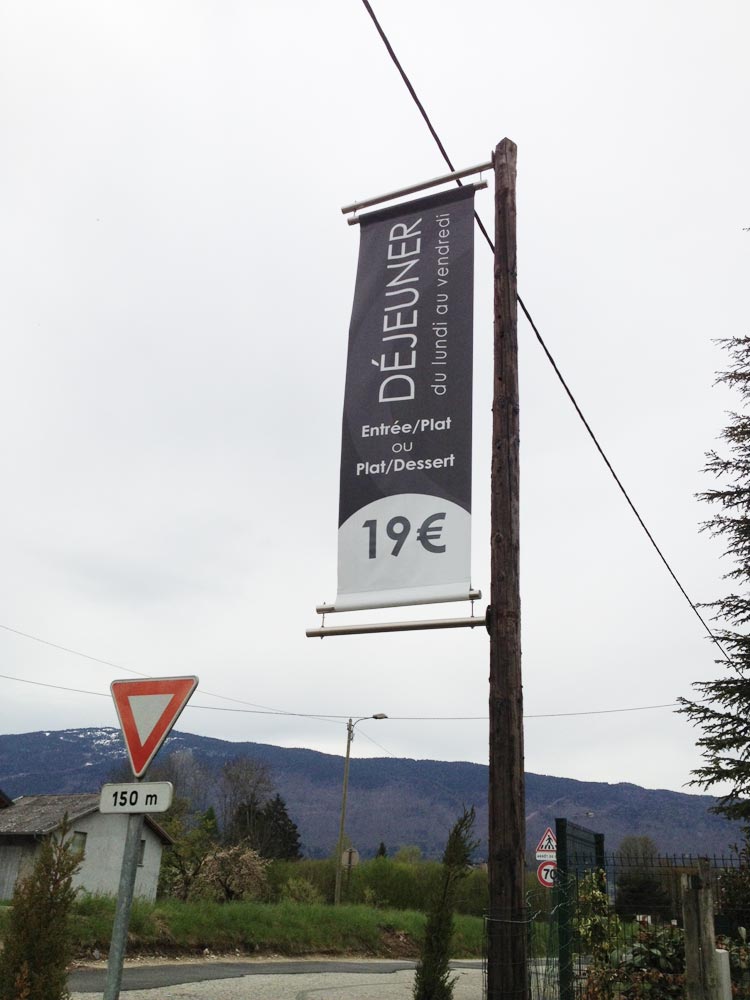 DÉJEUNER
du lundi au vendredi
Entrée/Plat
OU
Plat/Dessert
19€
150 m
70